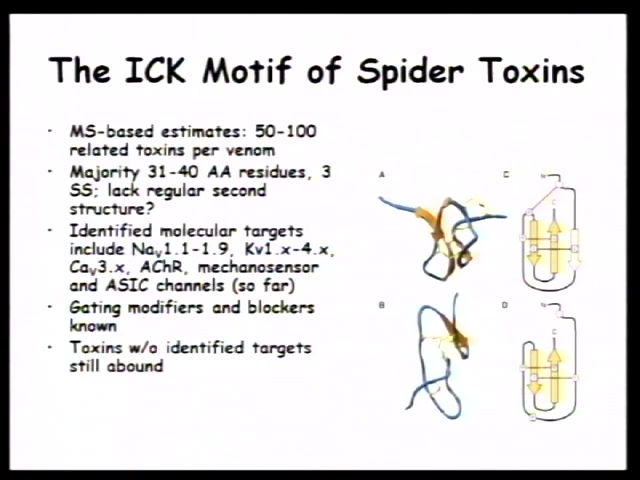 The ICK Motif of Spider Toxins
· MS-based estimates: 50-100
related toxins per venom
· Majority 31-40 AA residues, 3
SS; lack regular second
structure?
· Identified molecular targets
include Nav1.1-1.9, Kv1.x-4.x,
Cav3.x, AChR, mechanosensor
and ASIC channels (so far)
· Gating modifiers and blockers
known
· Toxins w/o identified targets
still abound
A
C
N
C
B
D
N
C